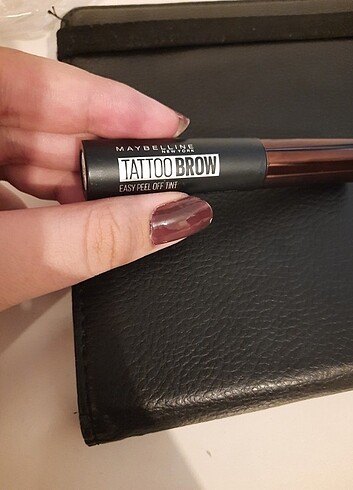 MAYBELLINE
NEW YORK
TATTOO BROW
EASY PEEL OFF TINT